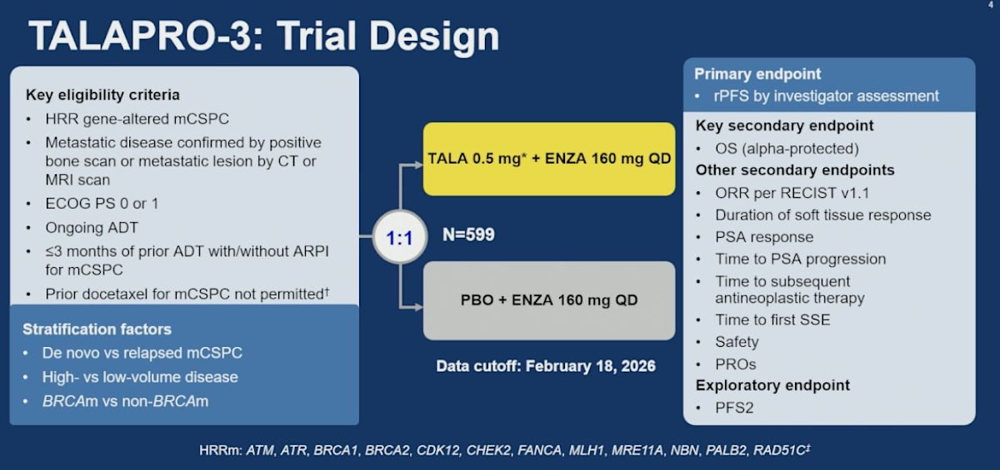 4
TALAPRO-3: Trial Design
Key eligibility criteria
• HRR gene-altered mCSPC
• Metastatic disease confirmed by positive
bone scan or metastatic lesion by CT or
MRI scan
• ECOG PS 0 or 1
• Ongoing ADT
• ≤3 months of prior ADT with/without ARPI
for mCSPC
• Prior docetaxel for mCSPC not permitted†
Stratification factors
• De novo vs relapsed mCSPC
• High- vs low-volume disease
• BRCAm vs non-BRCAm
1:1
TALA 0.5 mg* + ENZA 160 mg QD
N=599
PBO + ENZA 160 mg QD
Data cutoff: February 18, 2026
Primary endpoint
• rPFS by investigator assessment
Key secondary endpoint
• OS (alpha-protected)
Other secondary endpoints
• ORR per RECIST v1.1
• Duration of soft tissue response
• PSA response
• Time to PSA progression
• Time to subsequent
antineoplastic therapy
• Time to first SSE
• Safety
• PROs
Exploratory endpoint
• PFS2
HRRm: ATM, ATR, BRCA1, BRCA2, CDK12, CHEK2, FANCA, MLH1, MRE11A, NBN, PALB2, RAD51C‡